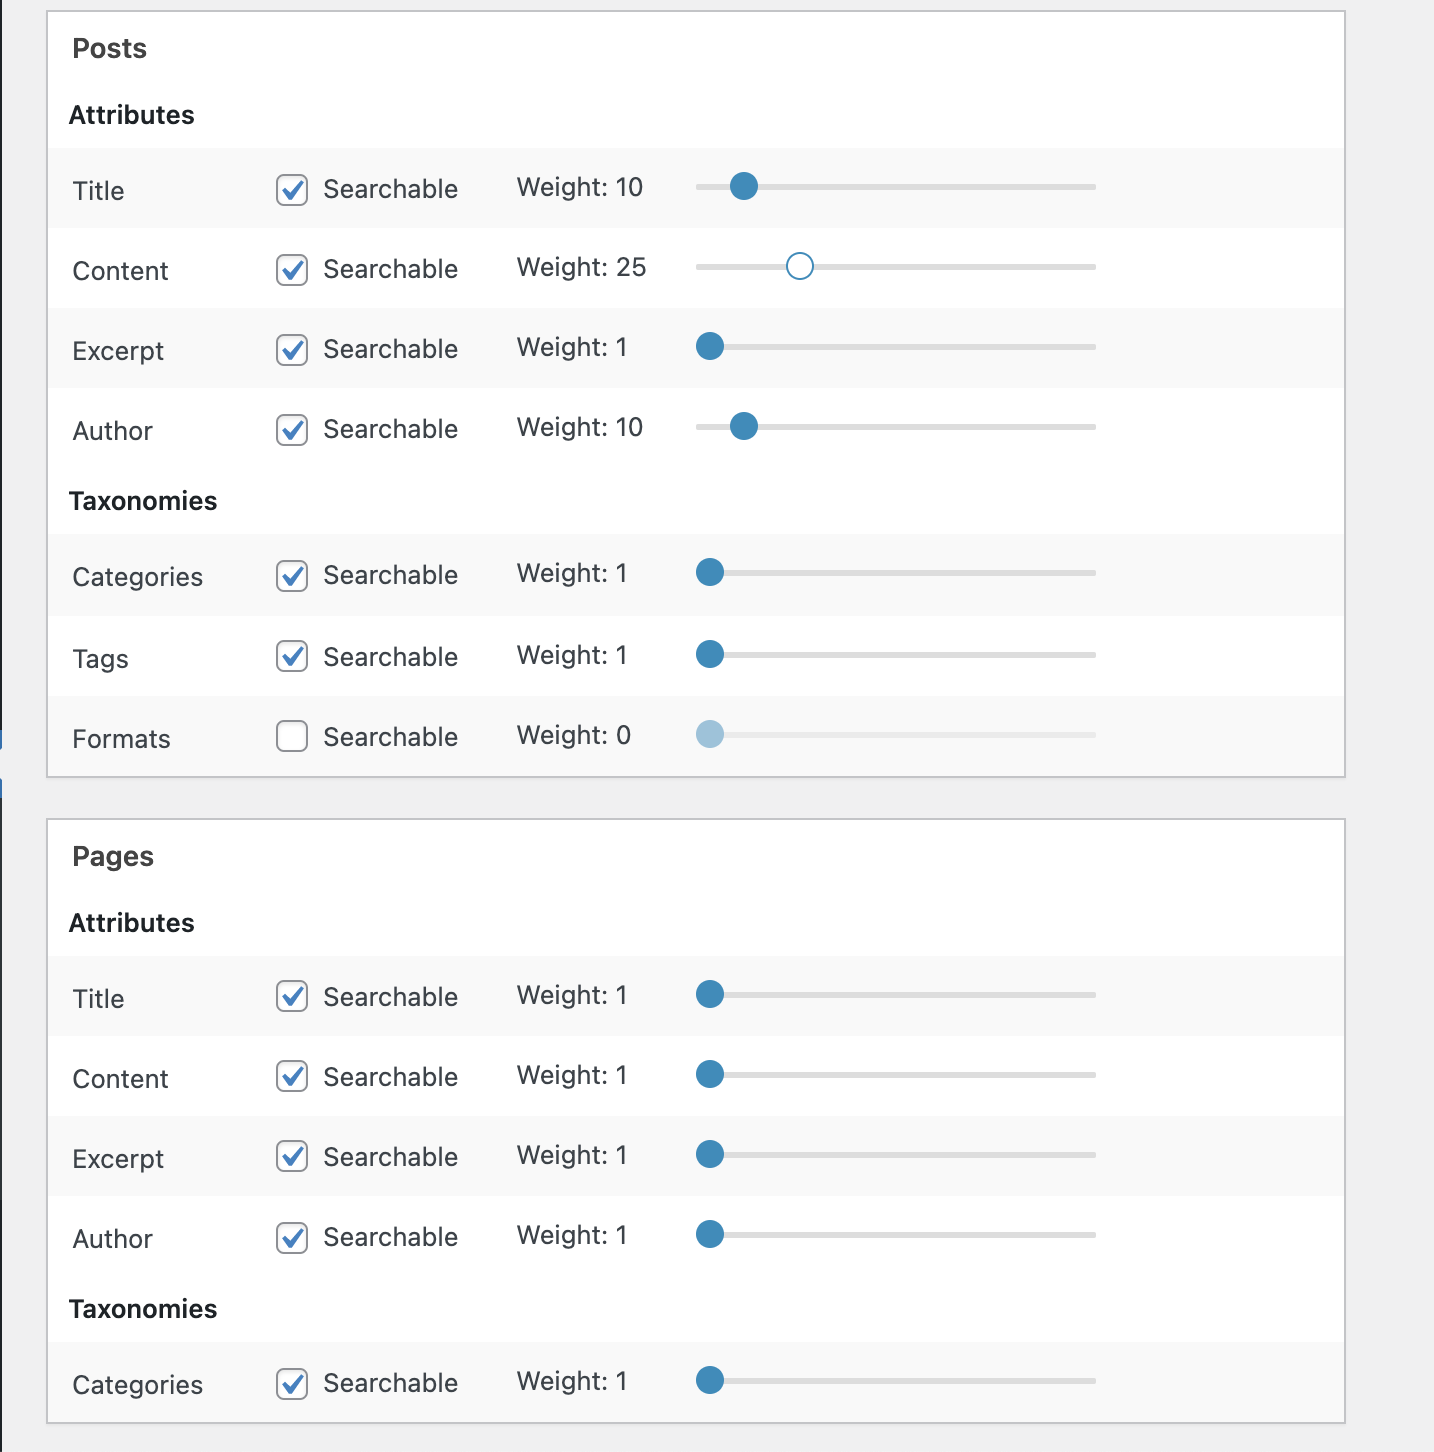 Posts
Attributes
Title Searchable Weight: 10
Content Searchable Weight: 25
Excerpt Searchable Weight: 1
Author Searchable Weight: 10
Taxonomies
Categories Searchable Weight: 1
Tags Searchable Weight: 1
Formats Searchable Weight: 0
Pages
Attributes
Title Searchable Weight: 1
Content Searchable Weight: 1
Excerpt Searchable Weight: 1
Author Searchable Weight: 1
Taxonomies
Categories Searchable Weight: 1